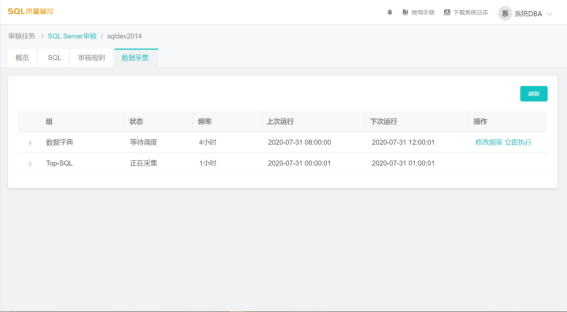 SQL质量管控
使用手册 下载系统日志 系 系统DBA
审核任务 / SQL Server审核 / sqldev2014
概览 SQL 审核规则 数据采集
刷新
组 状态 频率 上次运行 下次运行 操作
数据字典 等待调度 4小时 2020-07-31 08:00:00 2020-07-31 12:00:01 修改频率 立即执行
Top-SQL 正在采集 1小时 2020-07-31 00:00:01 2020-07-31 01:00:01